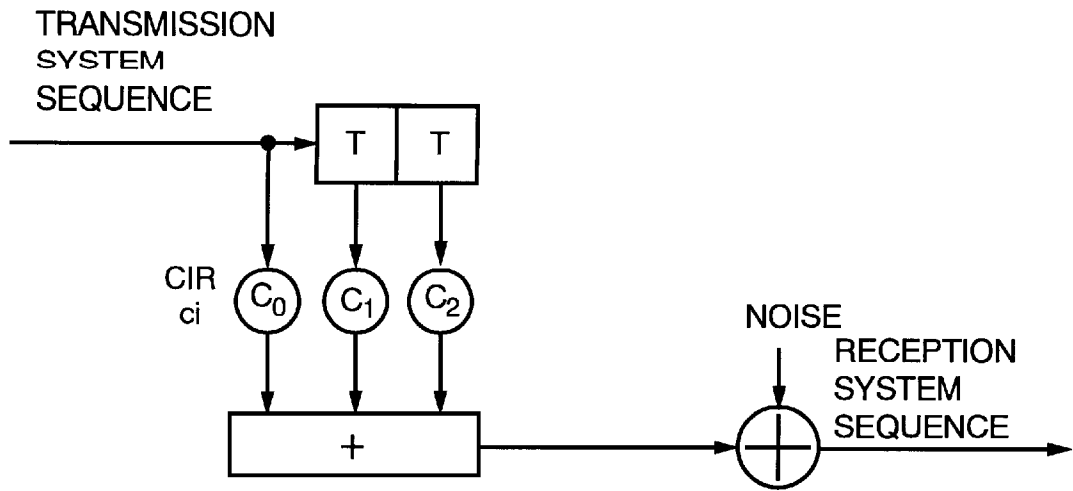 TRANSMISSION
SYSTEM
SEQUENCE
T T
CIR
ci
C0 C1 C2
NOISE
RECEPTION
SYSTEM
SEQUENCE
+